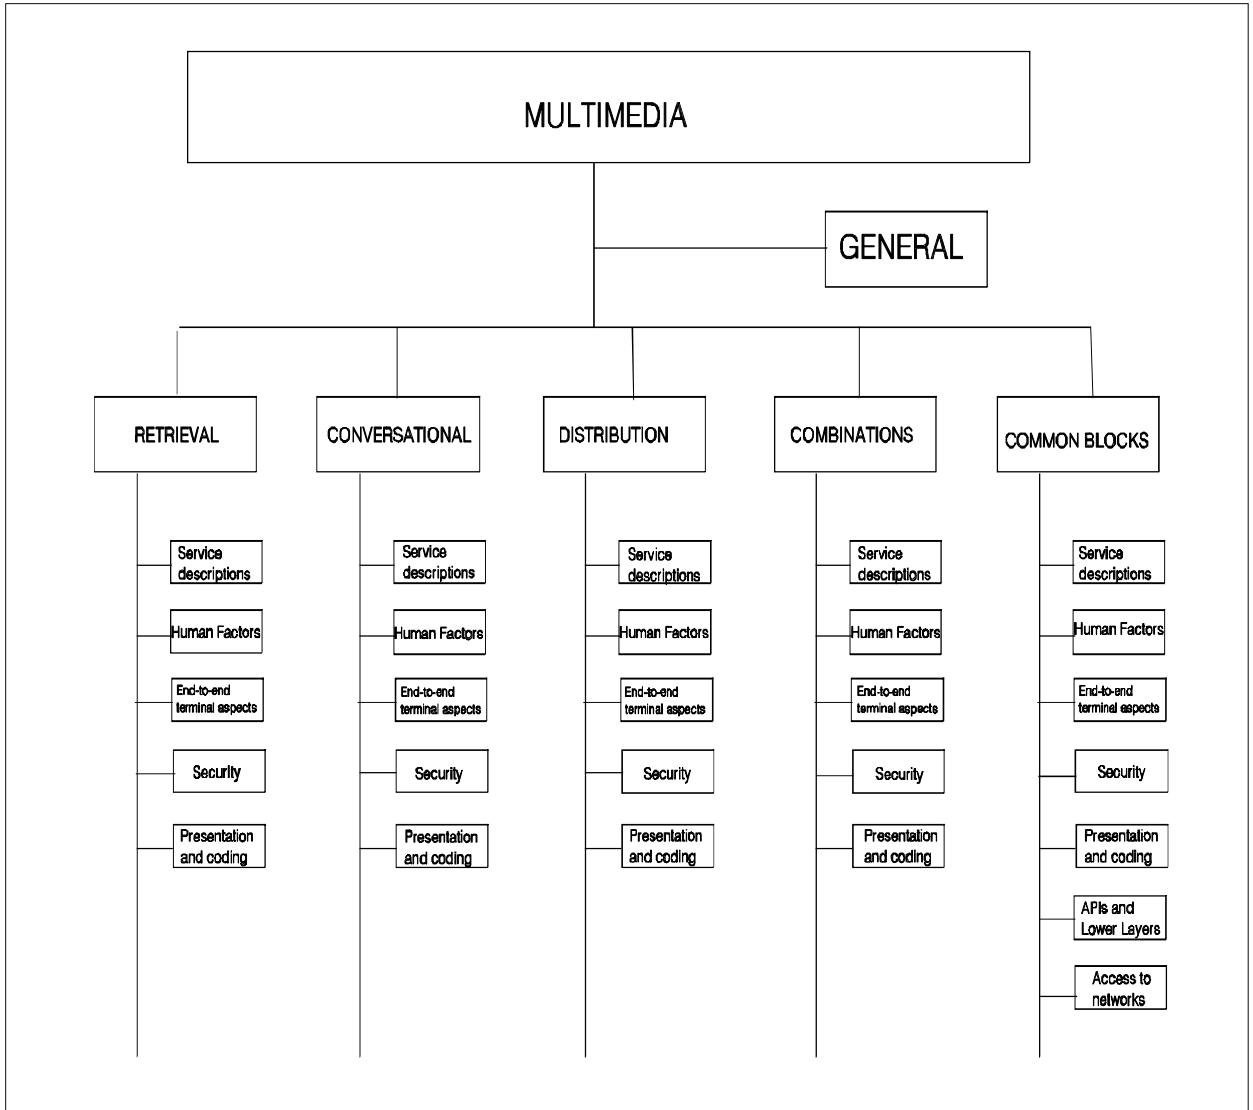 MULTIMEDIA
GENERAL
RETRIEVAL
CONVERSATIONAL
DISTRIBUTION
COMBINATIONS
COMMON BLOCKS
Service
descriptions
Human Factors
End-to-end
terminal aspects
Security
Presentation
and coding
Service
descriptions
Human Factors
End-to-end
terminal aspects
Security
Presentation
and coding
Service
descriptions
Human Factors
End-to-end
terminal aspects
Security
Presentation
and coding
Service
descriptions
Human Factors
End-to-end
terminal aspects
Security
Presentation
and coding
Service
descriptions
Human Factors
End-to-end
terminal aspects
Security
Presentation
and coding
APIs and
Lower Layers
Access to
networks